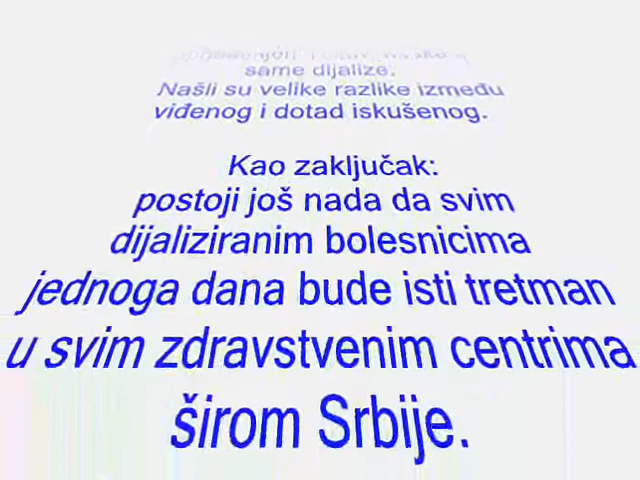 same dijalize.
Našli su velike razlike između
viđenog i dotad iskušenog.
Kao zaključak:
postoji još nada da svim
dijaliziranim bolesnicima
jednoga dana bude isti tretman
u svim zdravstvenim centrima
širom Srbije.